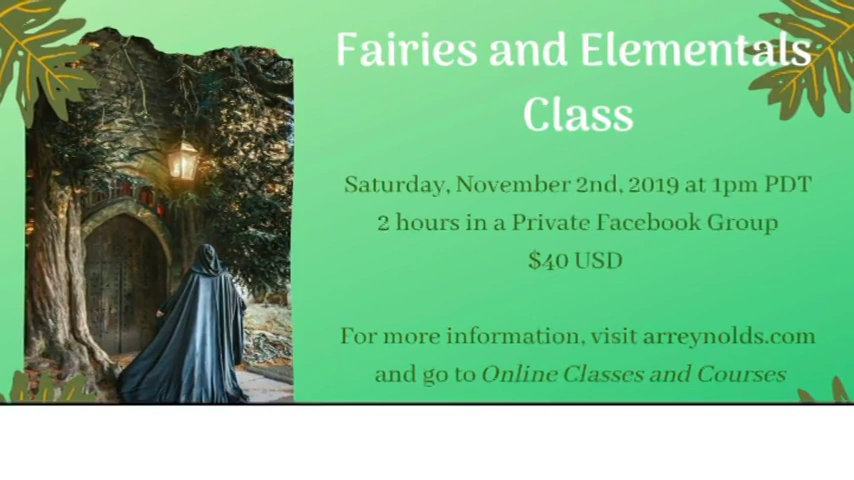 Fairies and Elementals
Class
Saturday, November 2nd, 2019 at 1pm PDT
2 hours in a Private Facebook Group
$40 USD
For more information, visit arreynolds.com
and go to Online Classes and Courses